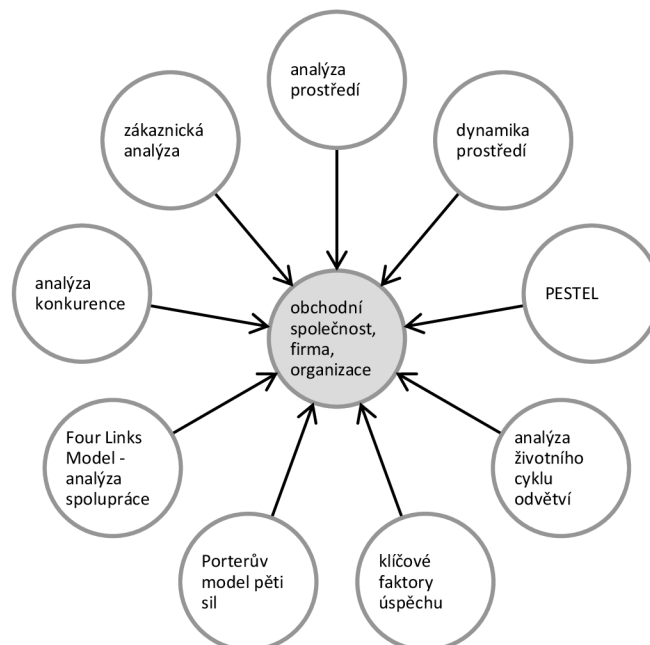 analýza
prostředí
dynamika
prostředí
PESTEL
analýza
životního
cyklu
odvětví
klíčové
faktory
úspěchu
Porterův
model pěti
sil
Four Links
Model -
analýza
spolupráce
analýza
konkurence
zákaznická
analýza
obchodní
společnost,
firma,
organizace